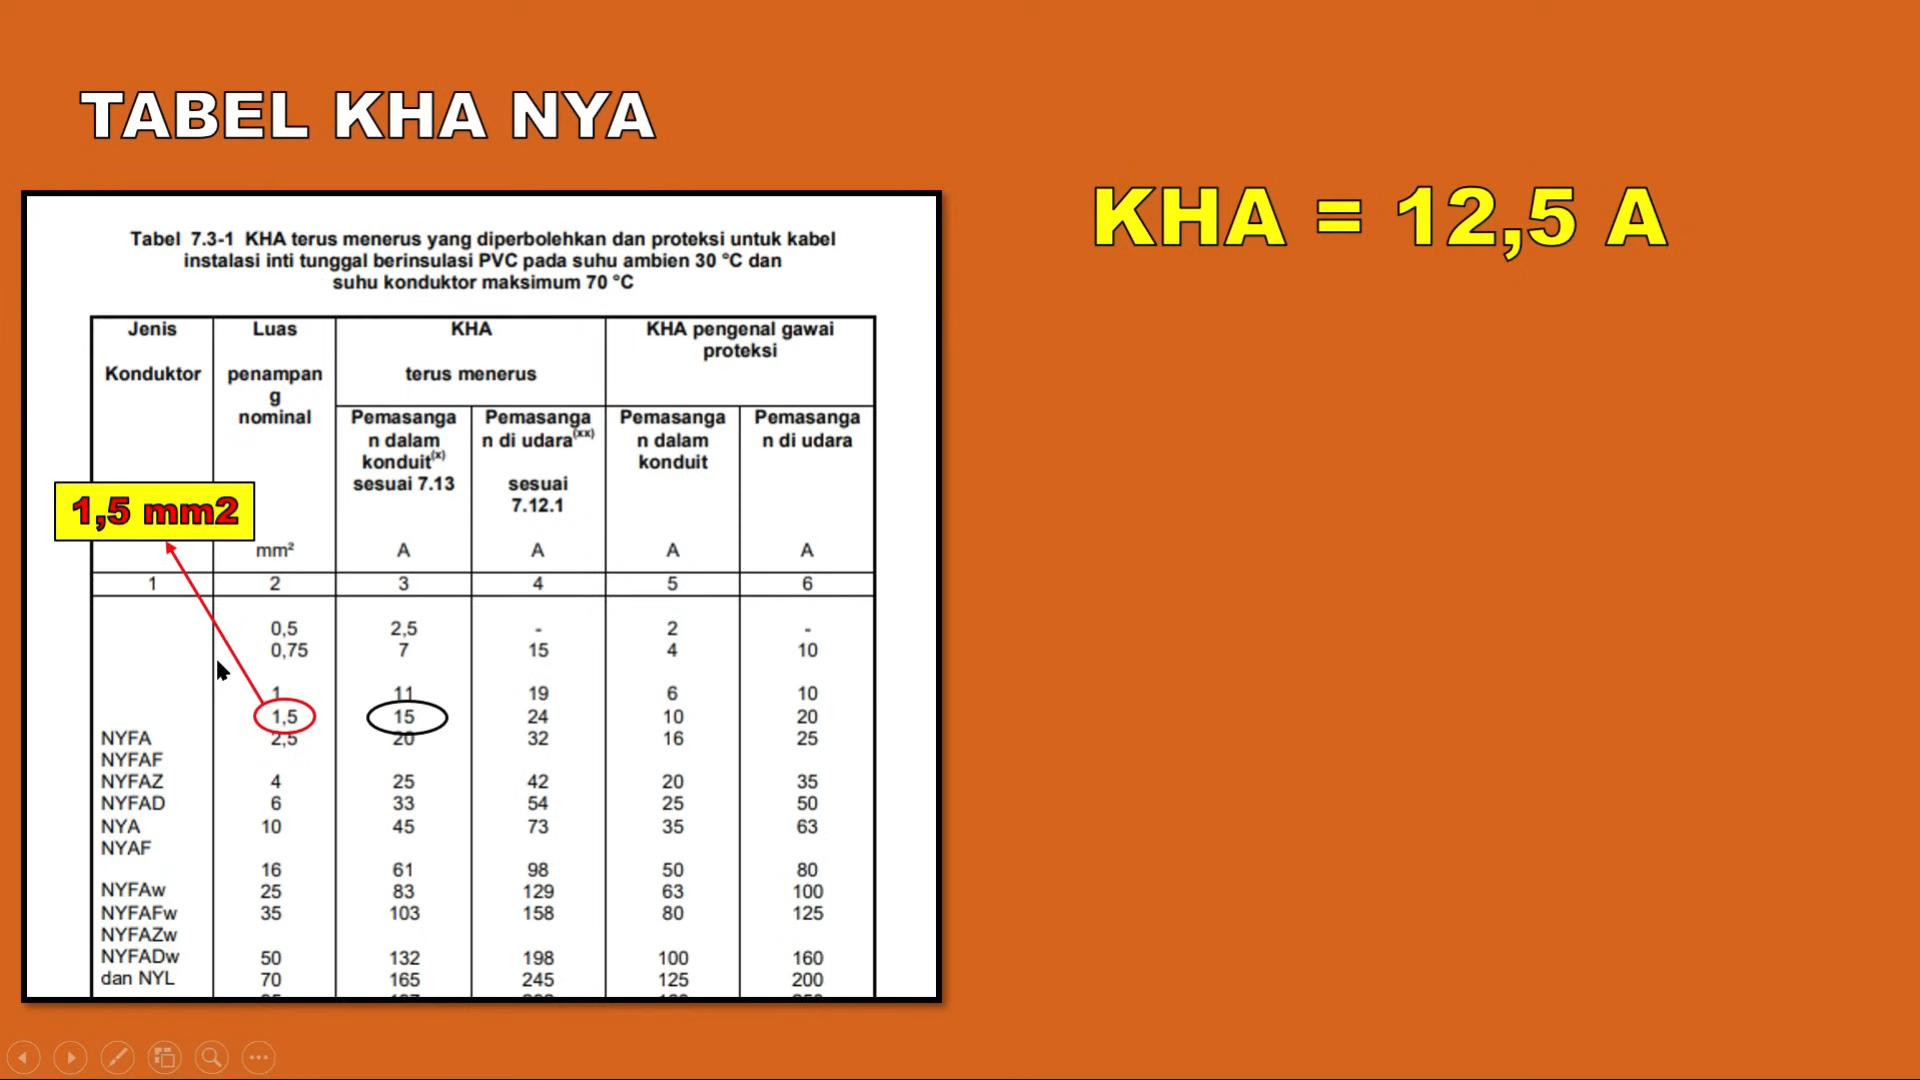 TABEL KHA NYA
KHA = 12,5 A
Tabel 7.3-1 KHA terus menerus yang diperbolehkan dan proteksi untuk kabel
instalasi inti tunggal berinsulasi PVC pada suhu ambien 30 °C dan
suhu konduktor maksimum 70 °C
Jenis Luas KHA KHA pengenal gawai
proteksi
Konduktor penampan terus menerus
g
nominal Pemasanga Pemasanga Pemasanga Pemasanga
n dalam n di udara(xx) n dalam n di udara
konduit(x) konduit
sesuai 7.13 sesuai
7.12.1
1,5 mm2
mm² A A A A
1 2 3 4 5 6
0,5 2,5 - 2 -
0,75 7 15 4 10
1 11 19 6 10
1,5 15 24 10 20
NYFA 2,5 20 32 16 25
NYFAF
NYFAZ 4 25 42 20 35
NYFAD 6 33 54 25 50
NYA 10 45 73 35 63
NYAF
16 61 98 50 80
NYFAw 25 83 129 63 100
NYFAFw 35 103 158 80 125
NYFAZw
NYFADw 50 132 198 100 160
dan NYL 70 165 245 125 200